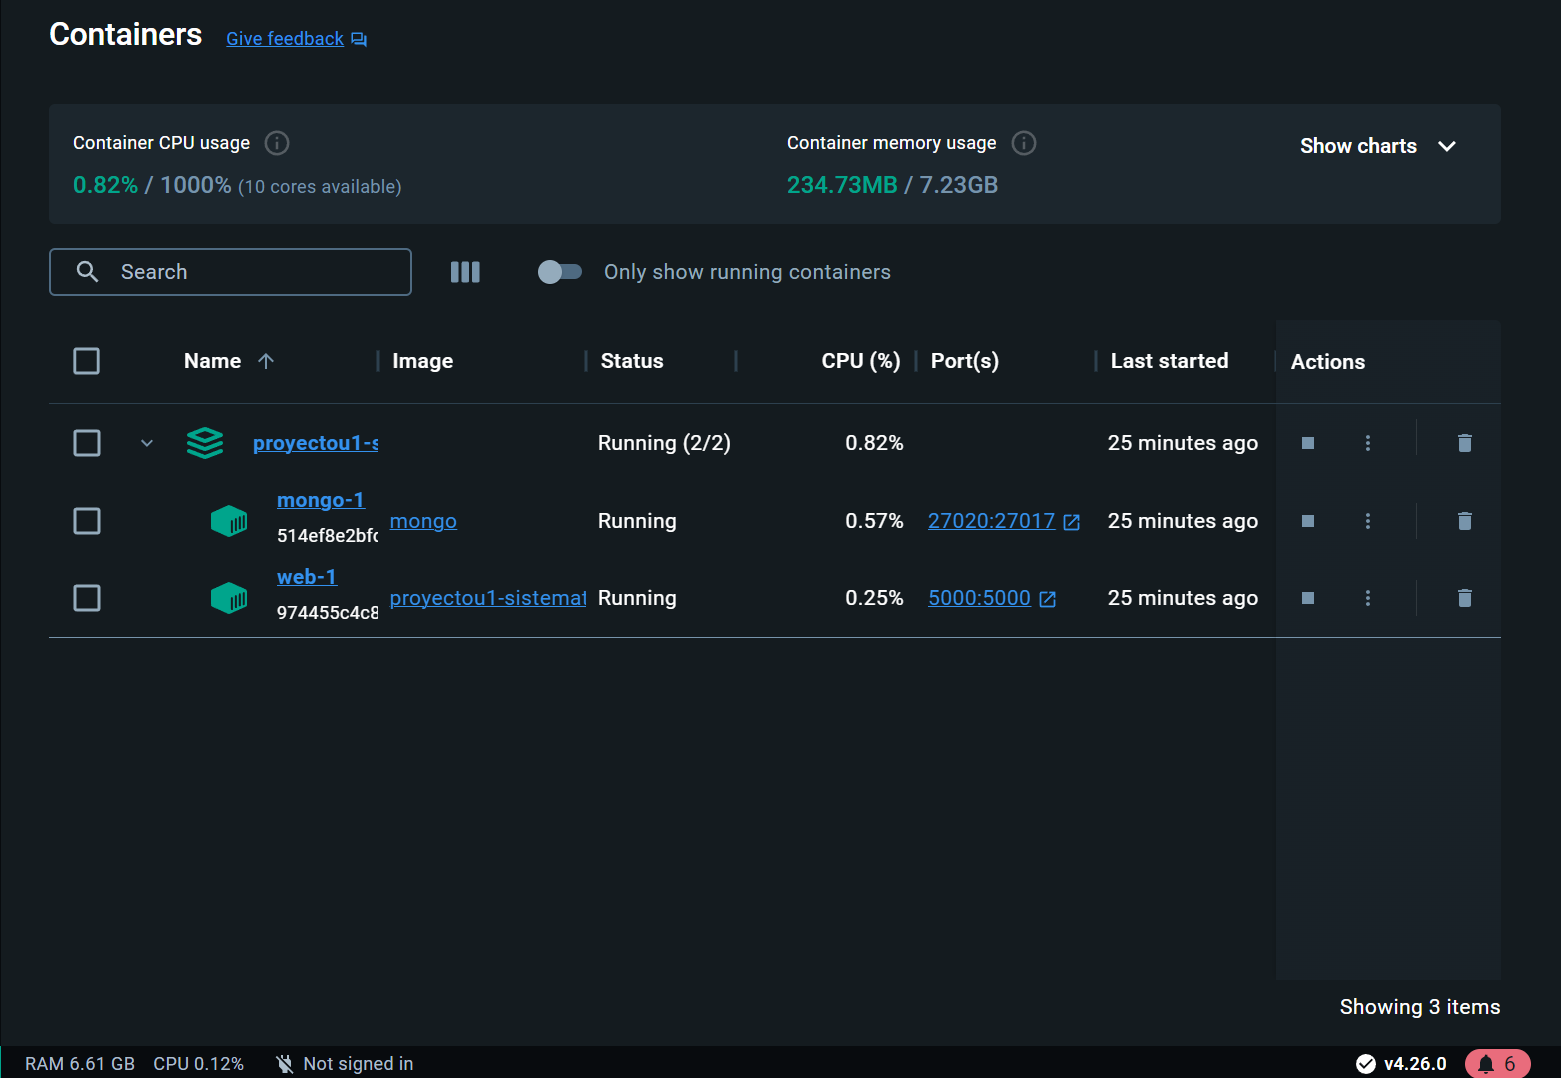 Containers Give feedback
Container CPU usage
0.82% / 1000% (10 cores available)
Container memory usage
234.73MB / 7.23GB
Show charts
Search
Only show running containers
Name Image Status CPU (%) Port(s) Last started Actions
proyectou1-s Running (2/2) 0.82% 25 minutes ago
mongo-1
514ef8e2bfc mongo Running 0.57% 27020:27017 25 minutes ago
web-1
974455c4c8 proyectou1-sistemat Running 0.25% 5000:5000 25 minutes ago
Showing 3 items
RAM 6.61 GB CPU 0.12% Not signed in v4.26.0 6